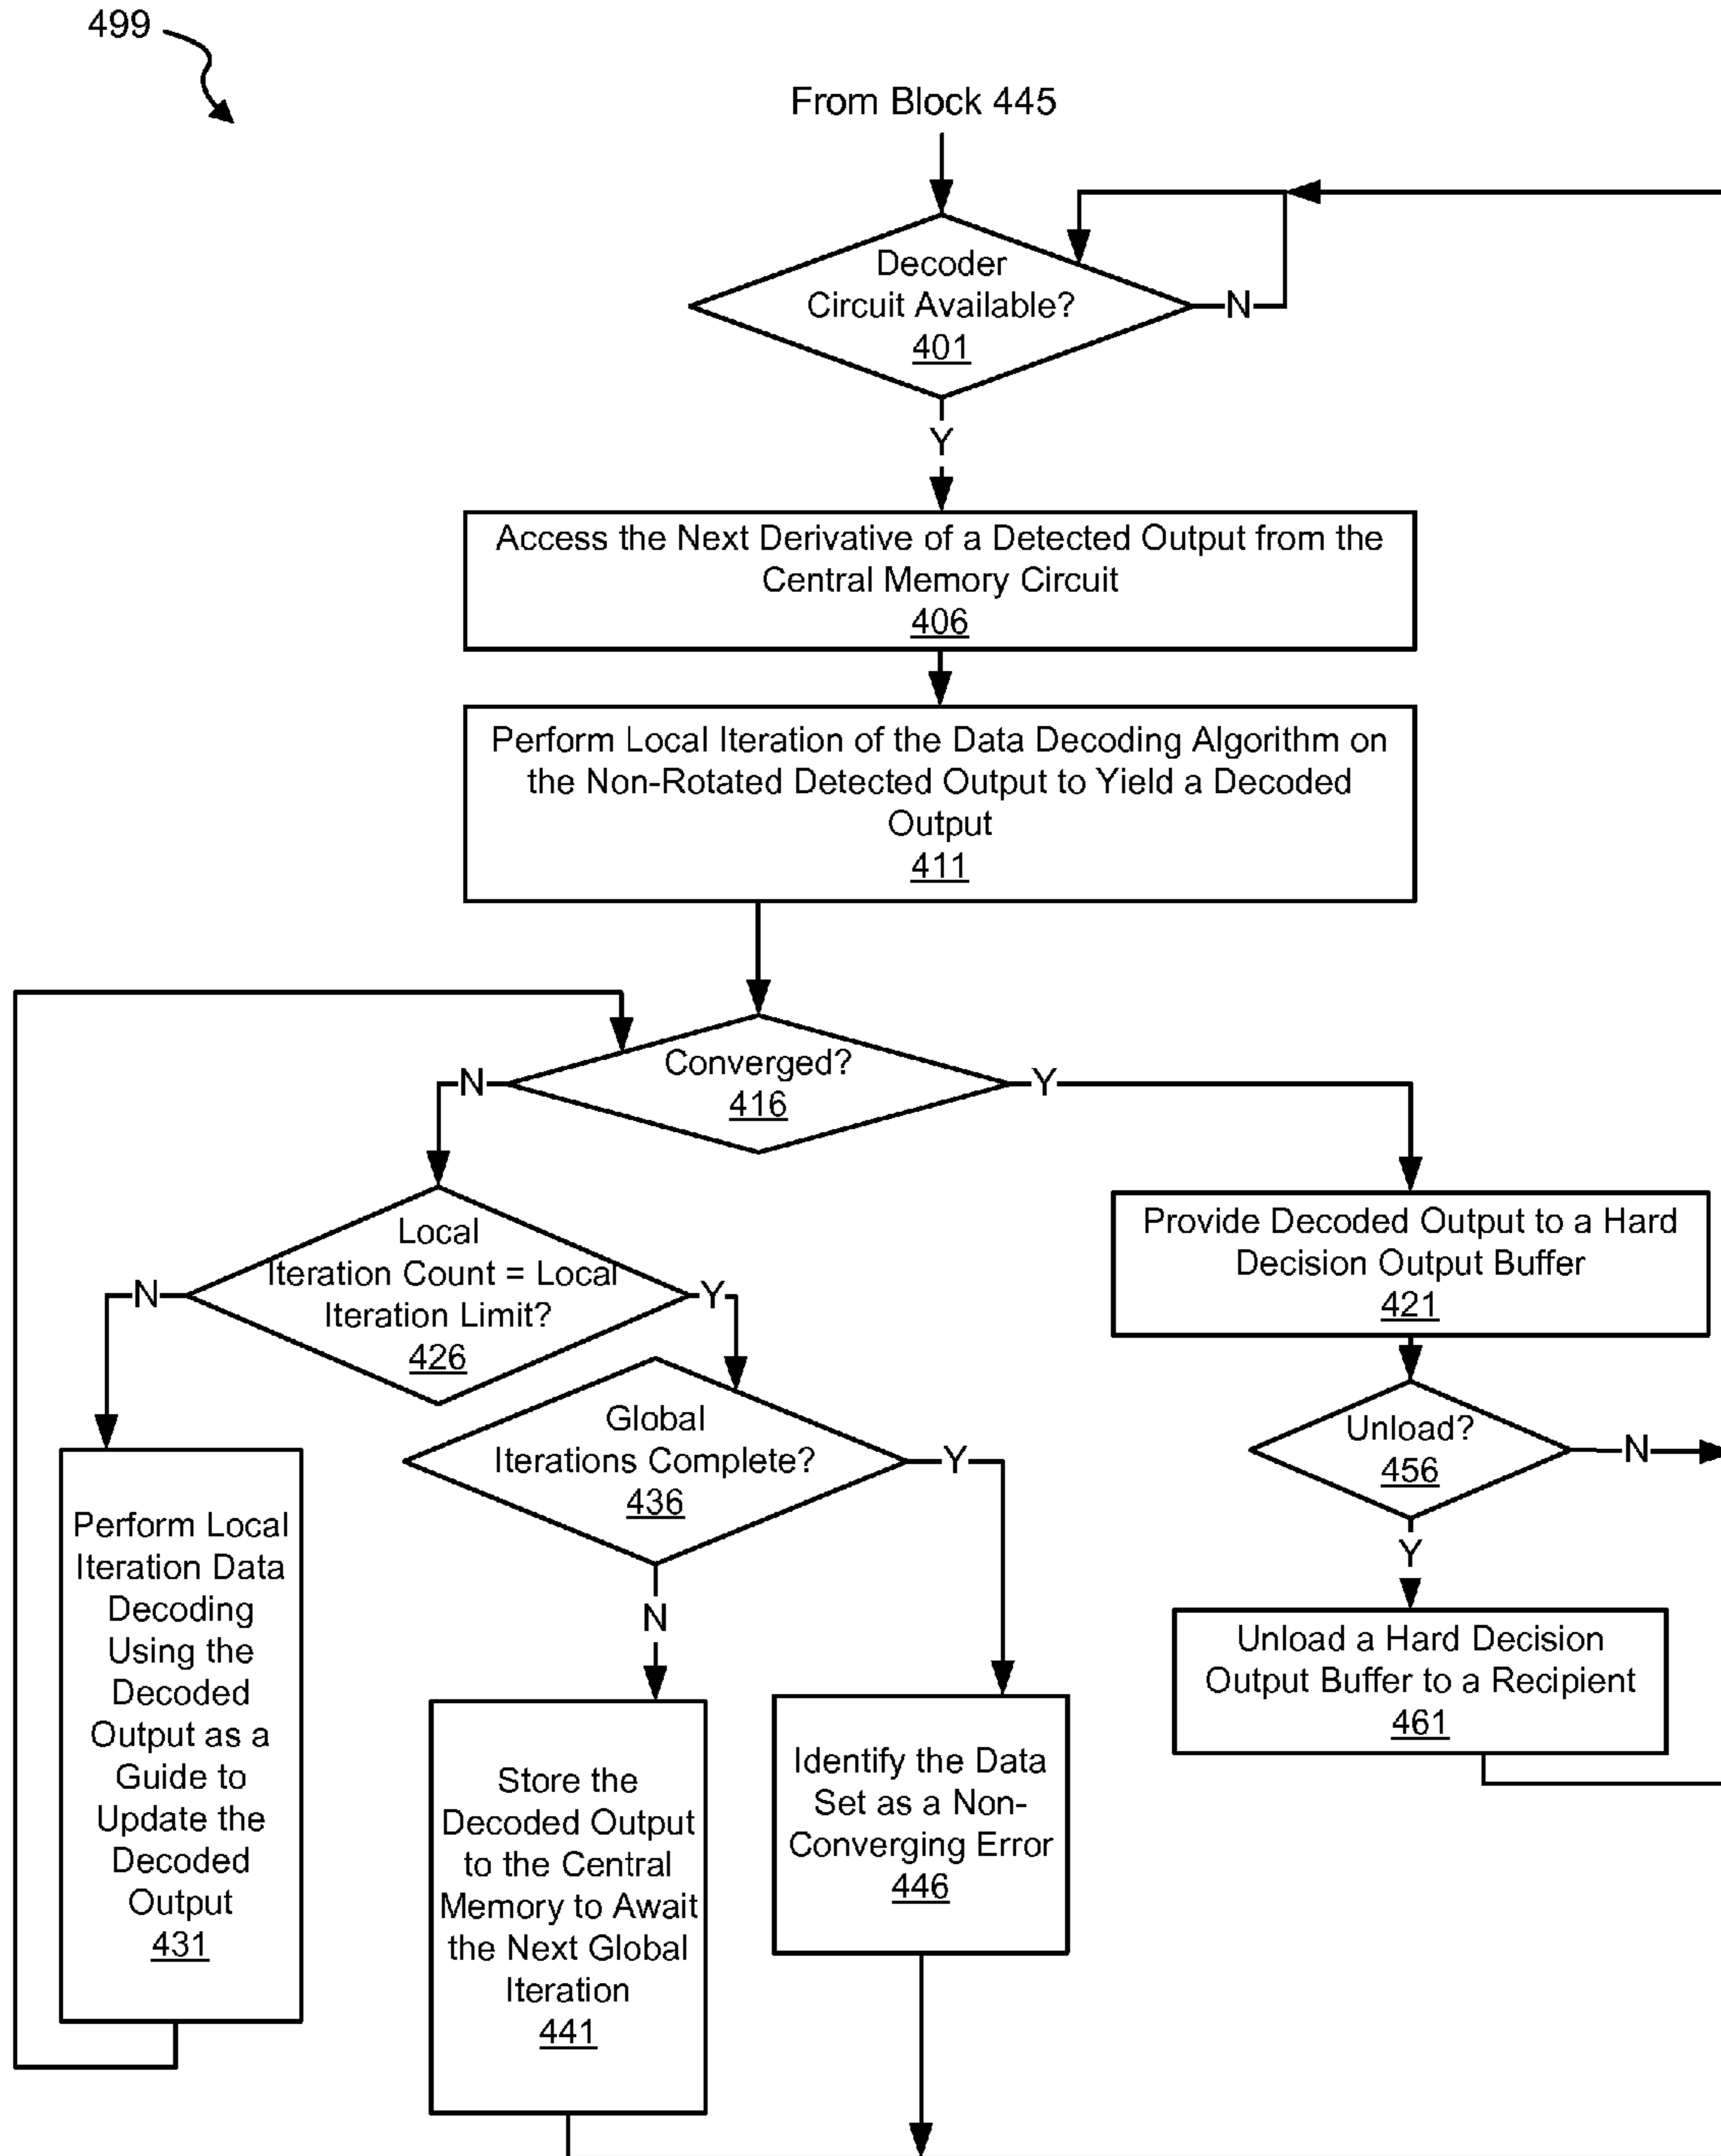 499
From Block 445
Decoder
Circuit Available?
401
N
Y
Access the Next Derivative of a Detected Output from the
Central Memory Circuit
406
Perform Local Iteration of the Data Decoding Algorithm on
the Non-Rotated Detected Output to Yield a Decoded
Output
411
Converged?
416
N
Y
Local
Iteration Count = Local
Iteration Limit?
426
N
Y
Provide Decoded Output to a Hard
Decision Output Buffer
421
Global
Iterations Complete?
436
Y
N
Unload?
456
N
Y
Perform Local
Iteration Data
Decoding
Using the
Decoded
Output as a
Guide to
Update the
Decoded
Output
431
Store the
Decoded Output
to the Central
Memory to Await
the Next Global
Iteration
441
Identify the Data
Set as a Non-
Converging Error
446
Unload a Hard Decision
Output Buffer to a Recipient
461